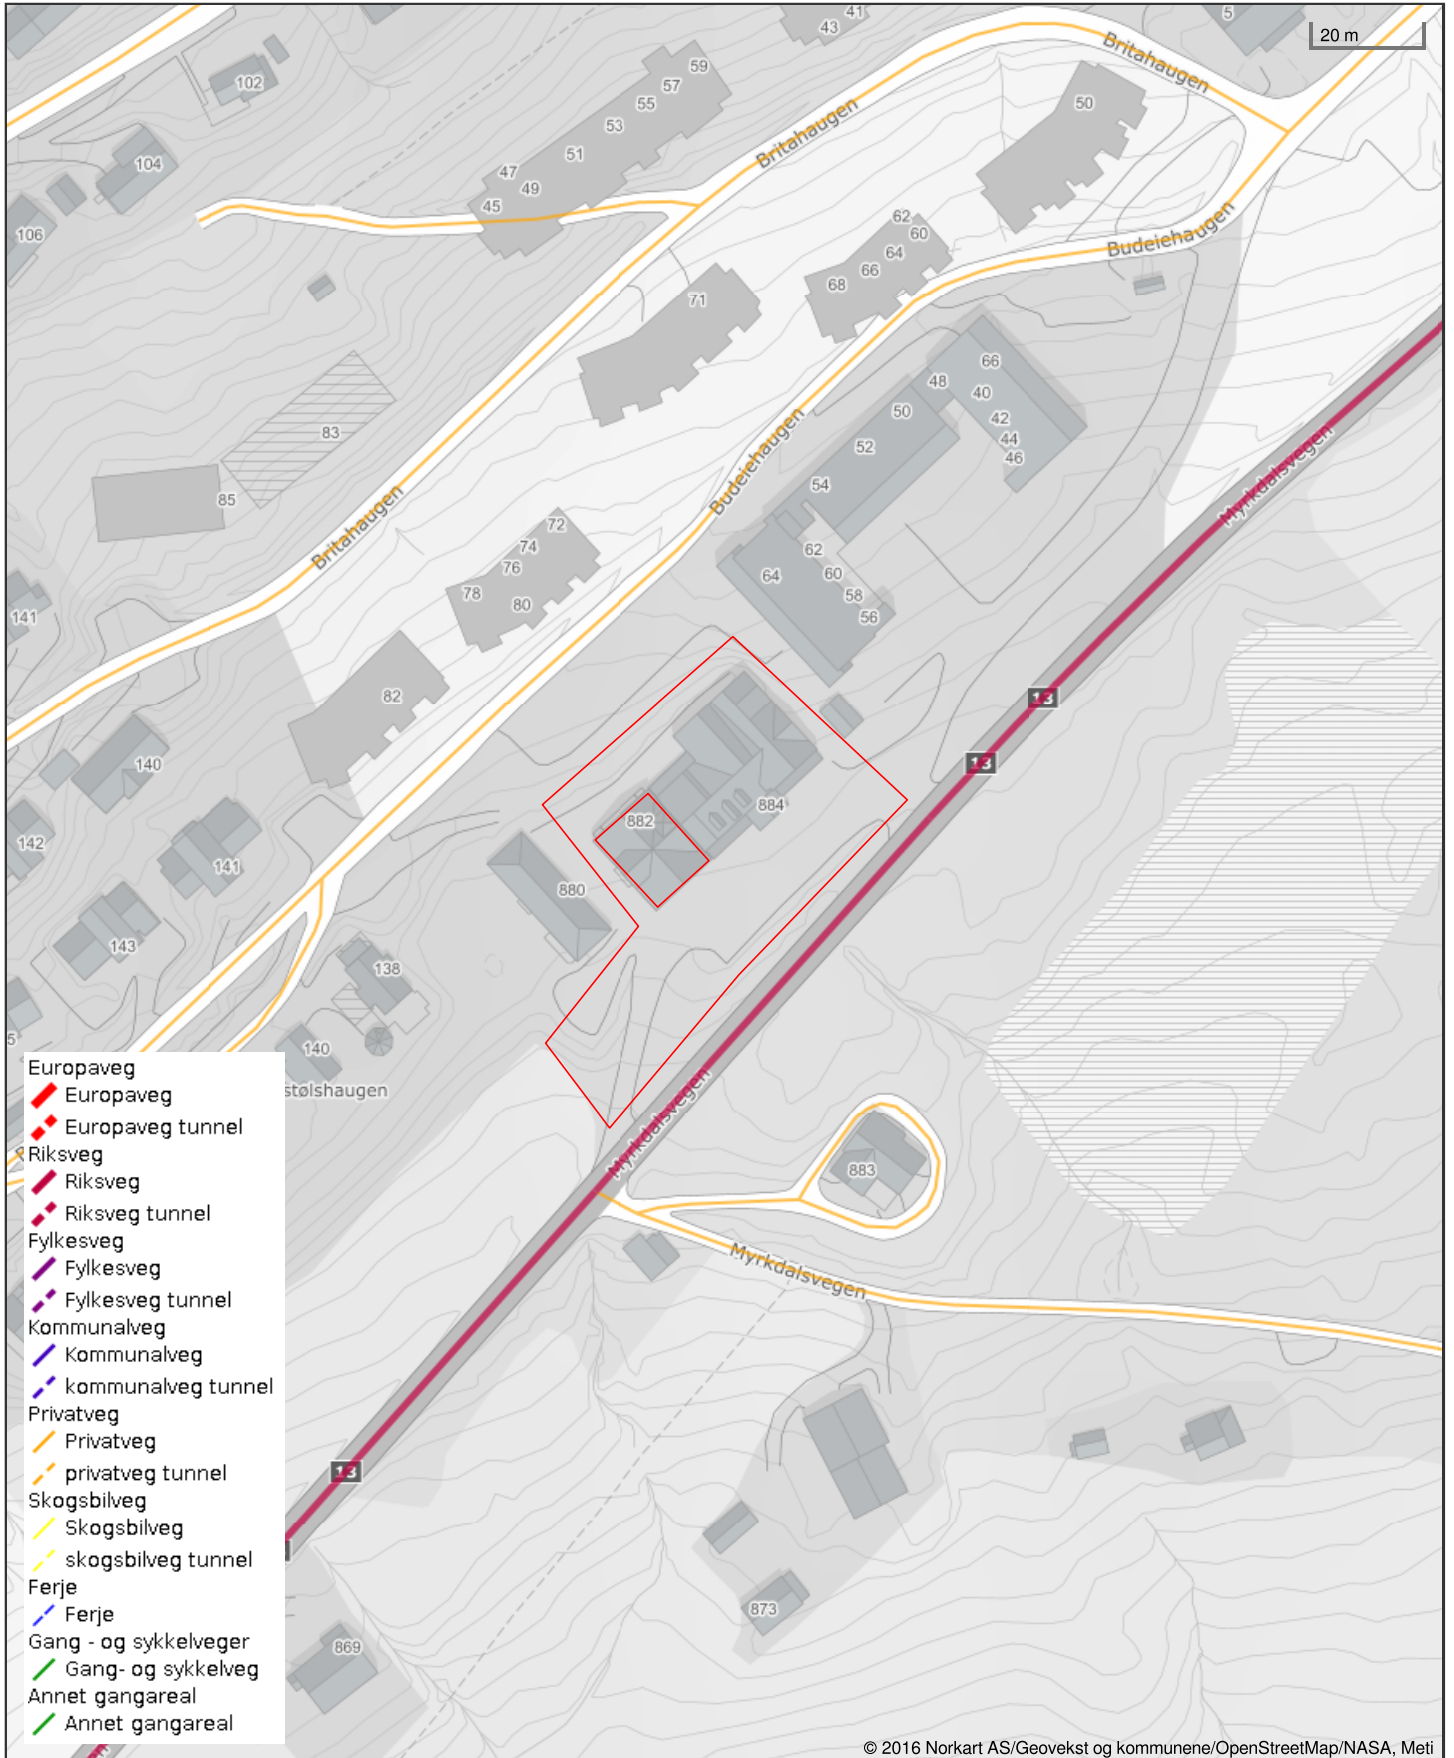 41
43
5
20 m
Britahaugen
59
57
55
53
51
47
49
45
102
104
106
50
Britahaugen
62
60
64
66
68
Budeiehaugen
71
83
85
66
48
40
50
42
44
46
52
54
Budeiehaugen
Britahaugen
Myrkdalsvegen
72
74
76
78
80
62
64
60
58
56
141
82
13
13
140
142
141
143
882
884
880
138
140
5
stølshaugen
Myrkdalsvegen
883
Myrkdalsvegen
13
873
869
Europaveg
Europaveg
Europaveg tunnel
Riksveg
Riksveg
Riksveg tunnel
Fylkesveg
Fylkesveg
Fylkesveg tunnel
Kommunalveg
Kommunalveg
kommunalveg tunnel
Privatveg
Privatveg
privatveg tunnel
Skogsbilveg
Skogsbilveg
skogsbilveg tunnel
Ferje
Ferje
Gang - og sykkelveger
Gang- og sykkelveg
Annet gangareal
Annet gangareal
© 2016 Norkart AS/Geovekst og kommunene/OpenStreetMap/NASA, Meti